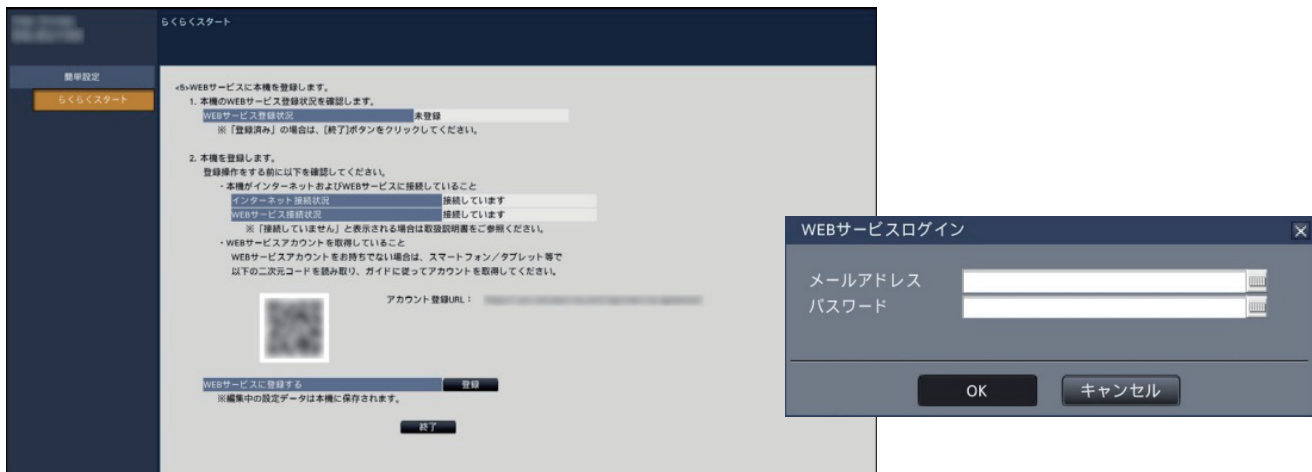 らくらくスタート
簡単設定
らくらくスタート
<5>WEBサービスに本機を登録します。
1. 本機のWEBサービス登録状況を確認します。
WEBサービス登録状況 未登録
※「登録済み」の場合は、[終了]ボタンをクリックしてください。
2. 本機を登録します。
登録操作をする前に以下を確認してください。
・本機がインターネットおよびWEBサービスに接続していること
インターネット接続状況 接続しています
WEBサービス接続状況 接続しています
※「接続していません」と表示される場合は取扱説明書をご参照ください。
・WEBサービスアカウントを取得していること
WEBサービスアカウントをお持ちでない場合は、スマートフォン／タブレット等で
以下の二次元コードを読み取り、ガイドに従ってアカウントを取得してください。
アカウント登録URL：
WEBサービスに登録する 登録
※編集中の設定データは本機に保存されます。
終了
WEBサービスログイン
メールアドレス
パスワード
OK キャンセル